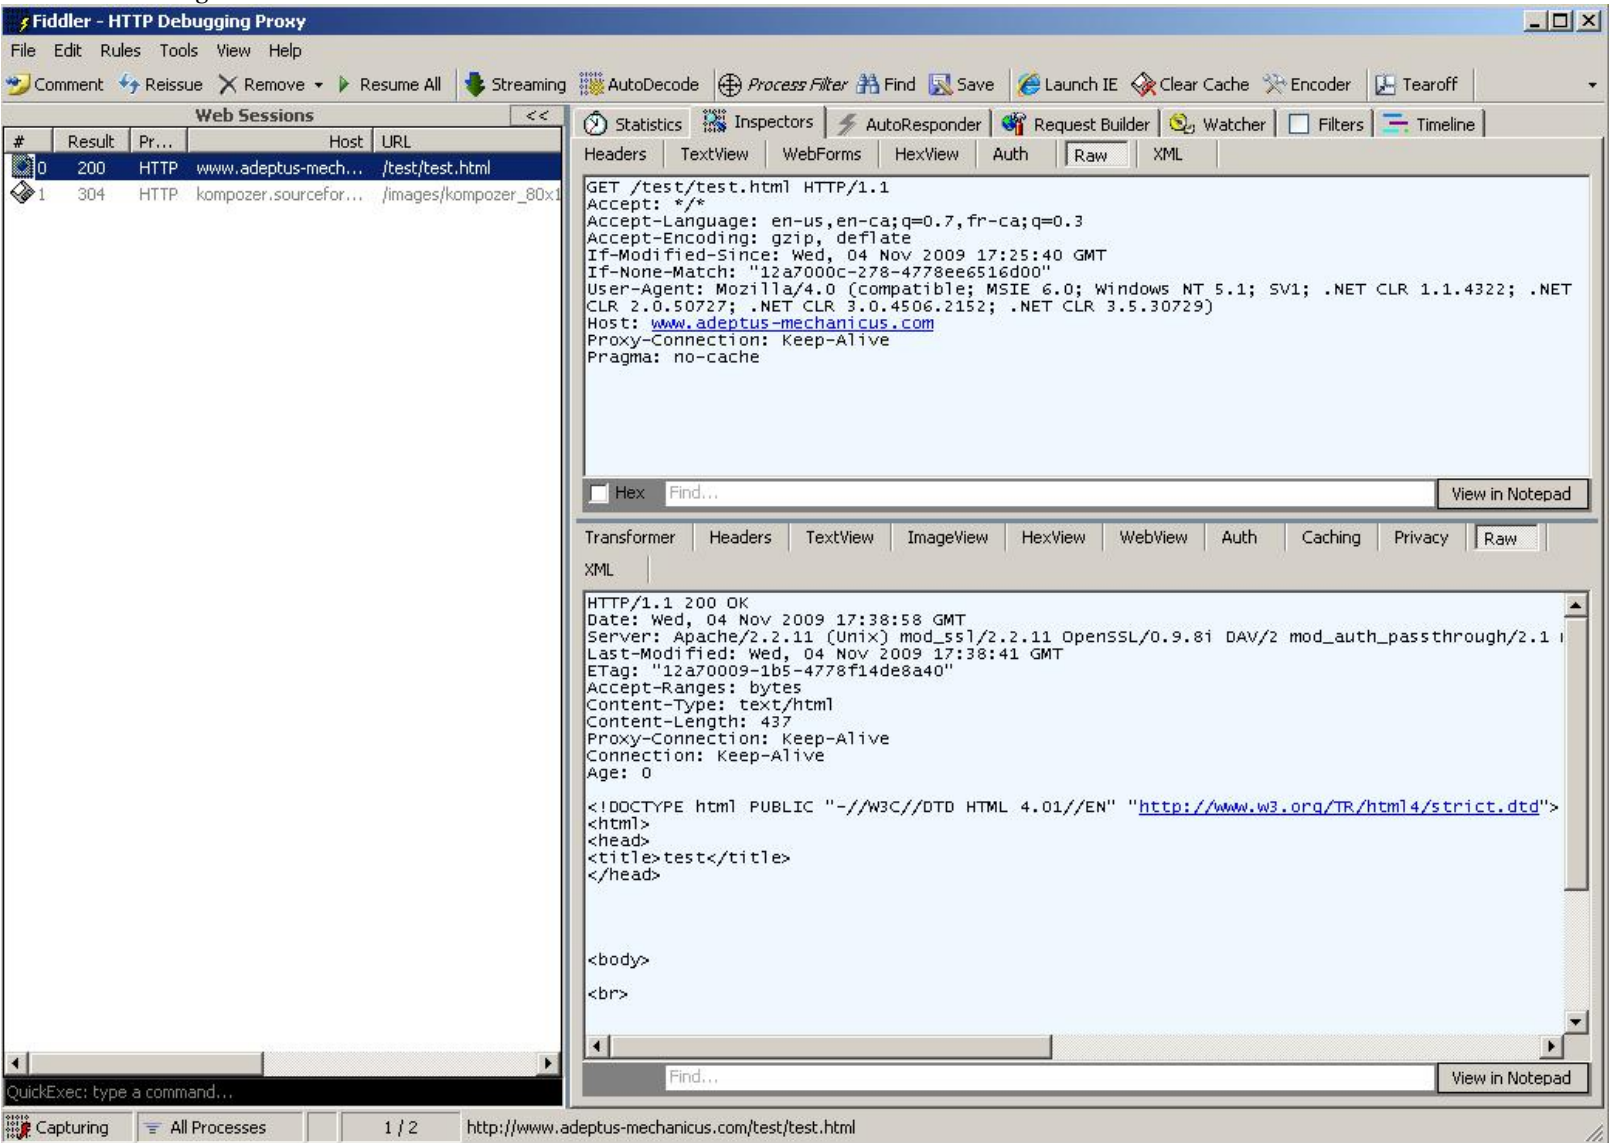 Fiddler - HTTP Debugging Proxy
File Edit Rules Tools View Help
Comment Reissue Remove Resume All Streaming AutoDecode Process Filter Find Save Launch IE Clear Cache Encoder Tearoff
Web Sessions <<
# Result Pr... Host URL
0 200 HTTP www.adeptus-mech... /test/test.html
1 304 HTTP kompozer.sourcefor... /images/kompozer_80x1
QuickExec: type a command...
Statistics Inspectors AutoResponder Request Builder Watcher Filters Timeline
Headers TextView WebForms HexView Auth Raw XML
GET /test/test.html HTTP/1.1
Accept: */*
Accept-Language: en-us,en-ca;q=0.7,fr-ca;q=0.3
Accept-Encoding: gzip, deflate
If-Modified-Since: Wed, 04 Nov 2009 17:25:40 GMT
If-None-Match: "12a7000c-278-4778ee6516d00"
User-Agent: Mozilla/4.0 (compatible; MSIE 6.0; Windows NT 5.1; SV1; .NET CLR 1.1.4322; .NET
CLR 2.0.50727; .NET CLR 3.0.4506.2152; .NET CLR 3.5.30729)
Host: www.adeptus-mechanicus.com
Proxy-Connection: Keep-Alive
Pragma: no-cache
Hex Find... View in Notepad
Transformer Headers TextView ImageView HexView WebView Auth Caching Privacy Raw
XML
HTTP/1.1 200 OK
Date: Wed, 04 Nov 2009 17:38:58 GMT
Server: Apache/2.2.11 (Unix) mod_ssl/2.2.11 OpenSSL/0.9.8i DAV/2 mod_auth_passthrough/2.1
Last-Modified: Wed, 04 Nov 2009 17:38:41 GMT
ETag: "12a70009-1b5-4778f14de8a40"
Accept-Ranges: bytes
Content-Type: text/html
Content-Length: 437
Proxy-Connection: Keep-Alive
Connection: Keep-Alive
Age: 0
<!DOCTYPE html PUBLIC "-//W3C//DTD HTML 4.01//EN" "http://www.w3.org/TR/html4/strict.dtd">
<html>
<head>
<title>test</title>
</head>
<body>
<br>
Find... View in Notepad
Capturing All Processes 1 / 2 http://www.adeptus-mechanicus.com/test/test.html